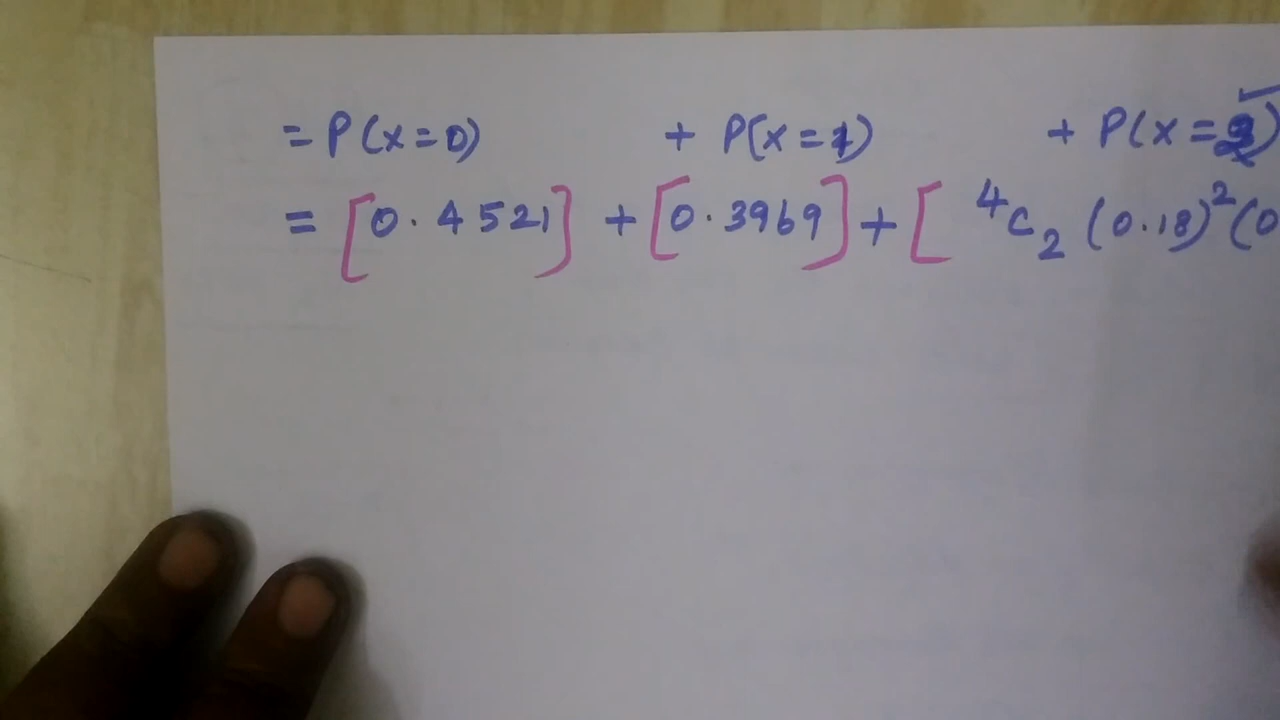 = P(x=0) + P(x=1) + P(x=2)
= [0.4521] + [0.3969] + [ ⁴C₂ (0.18)²(0